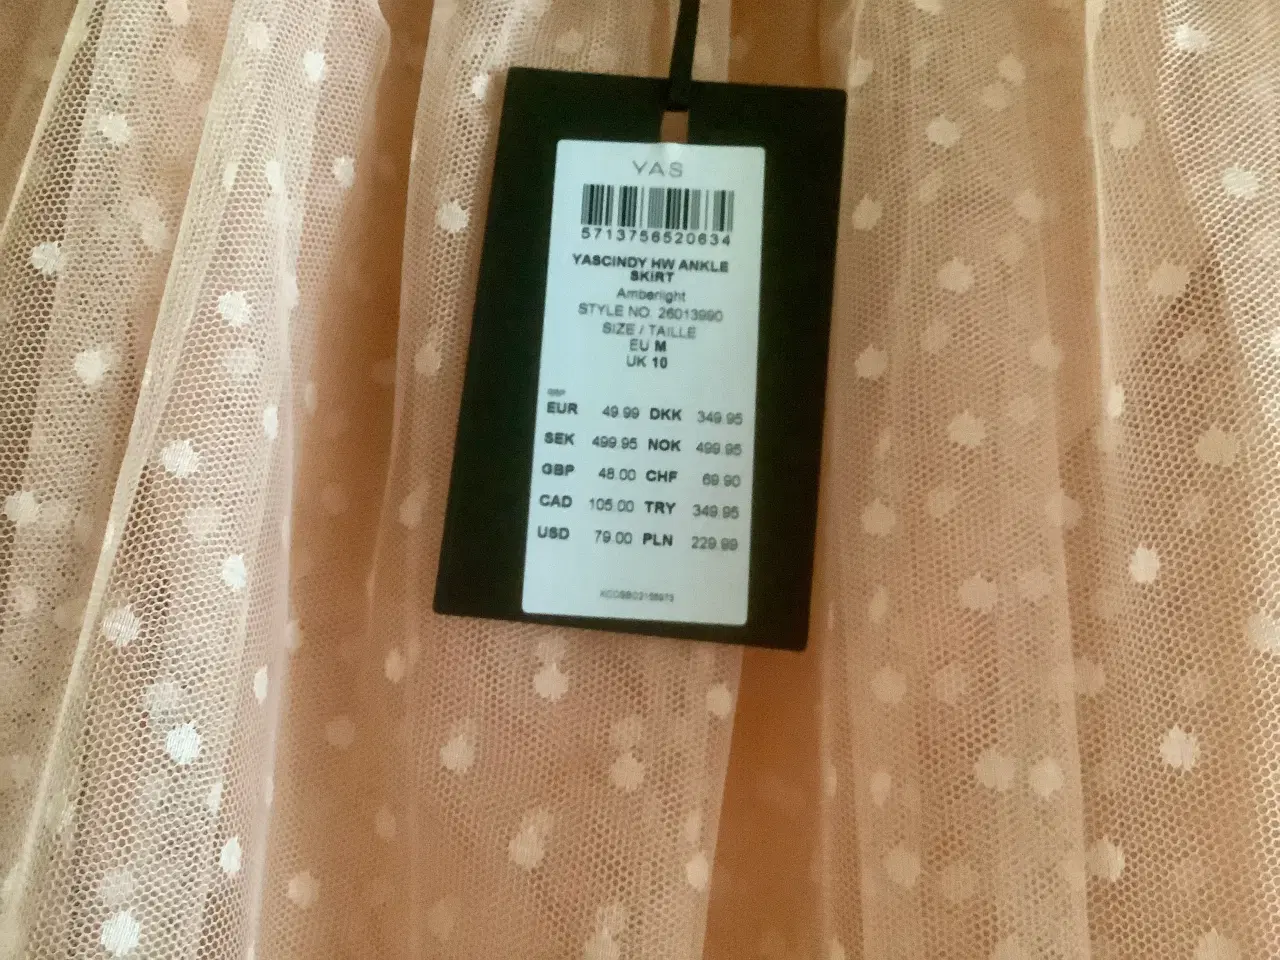 YAS
5713756520634
YASCINDY HW ANKLE
SKIRT
Amberlight
STYLE NO. 26013990
SIZE / TAILLE
EU M
UK 10
GBP
EUR 49.99 DKK 349.95
SEK 499.95 NOK 499.95
GBP 48.00 CHF 69.90
CAD 105.00 TRY 349.95
USD 79.00 PLN 229.99